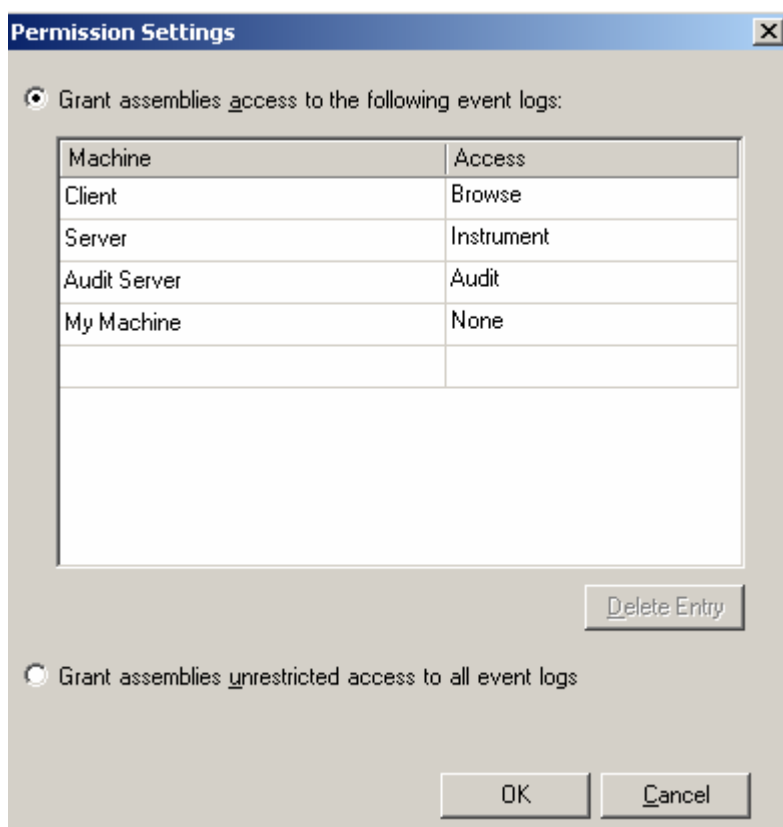 Permission Settings
Grant assemblies access to the following event logs:
Machine Access
Client Browse
Server Instrument
Audit Server Audit
My Machine None
Delete Entry
Grant assemblies unrestricted access to all event logs
OK Cancel